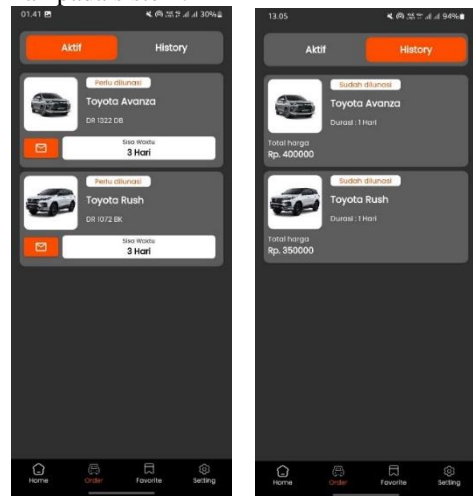 01.41
30%
Aktif
History
Perlu dilunasi
Toyota Avanza
DR 1322 DB
Sisa Waktu
3 Hari
Perlu dilunasi
Toyota Rush
DR 1072 BK
Sisa Waktu
3 Hari
Home
Order
Favorite
Setting
13.05
94%
Aktif
History
Sudah dilunasi
Toyota Avanza
Durasi : 1 Hari
Total harga
Rp. 400000
Sudah dilunasi
Toyota Rush
Durasi : 1 Hari
Total harga
Rp. 350000
Home
Order
Favorite
Setting